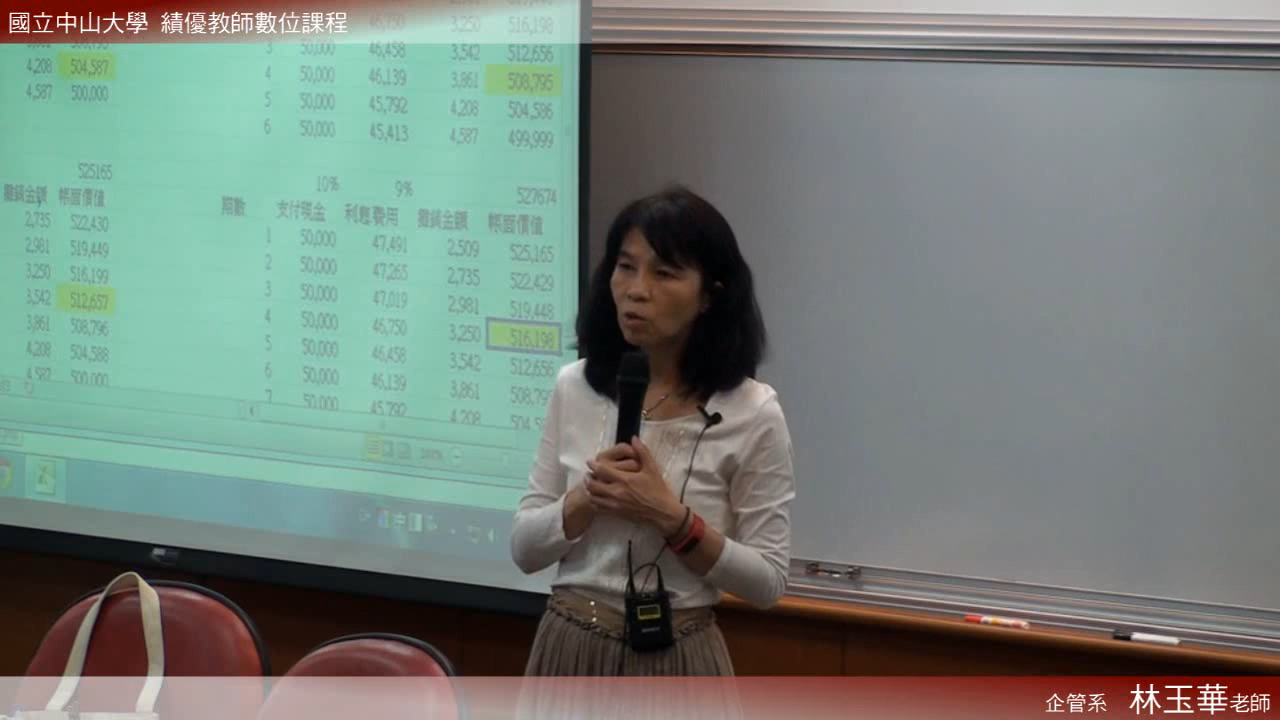 國立中山大學 績優教師數位課程
46,750 3,250 516,198
3 50,000 46,458 3,542 512,656
4,208 504,587 4 50,000 46,139 3,861 508,795
4,587 500,000 5 50,000 45,792 4,208 504,586
6 50,000 45,413 4,587 499,999
525165 10% 9% 527674
攤銷金額 帳面價值 期數 支付現金 利息費用 攤銷金額 帳面價值
2,735 522,430 1 50,000 47,491 2,509 525,165
2,981 519,449 2 50,000 47,265 2,735 522,429
3,250 516,199 3 50,000 47,019 2,981 519,448
3,542 512,657 4 50,000 46,750 3,250 516,198
3,861 508,796 5 50,000 46,458 3,542 512,656
4,208 504,588 6 50,000 46,139 3,861
4,587 500,000 7 50,000 45,792 4,208
企管系 林玉華老師